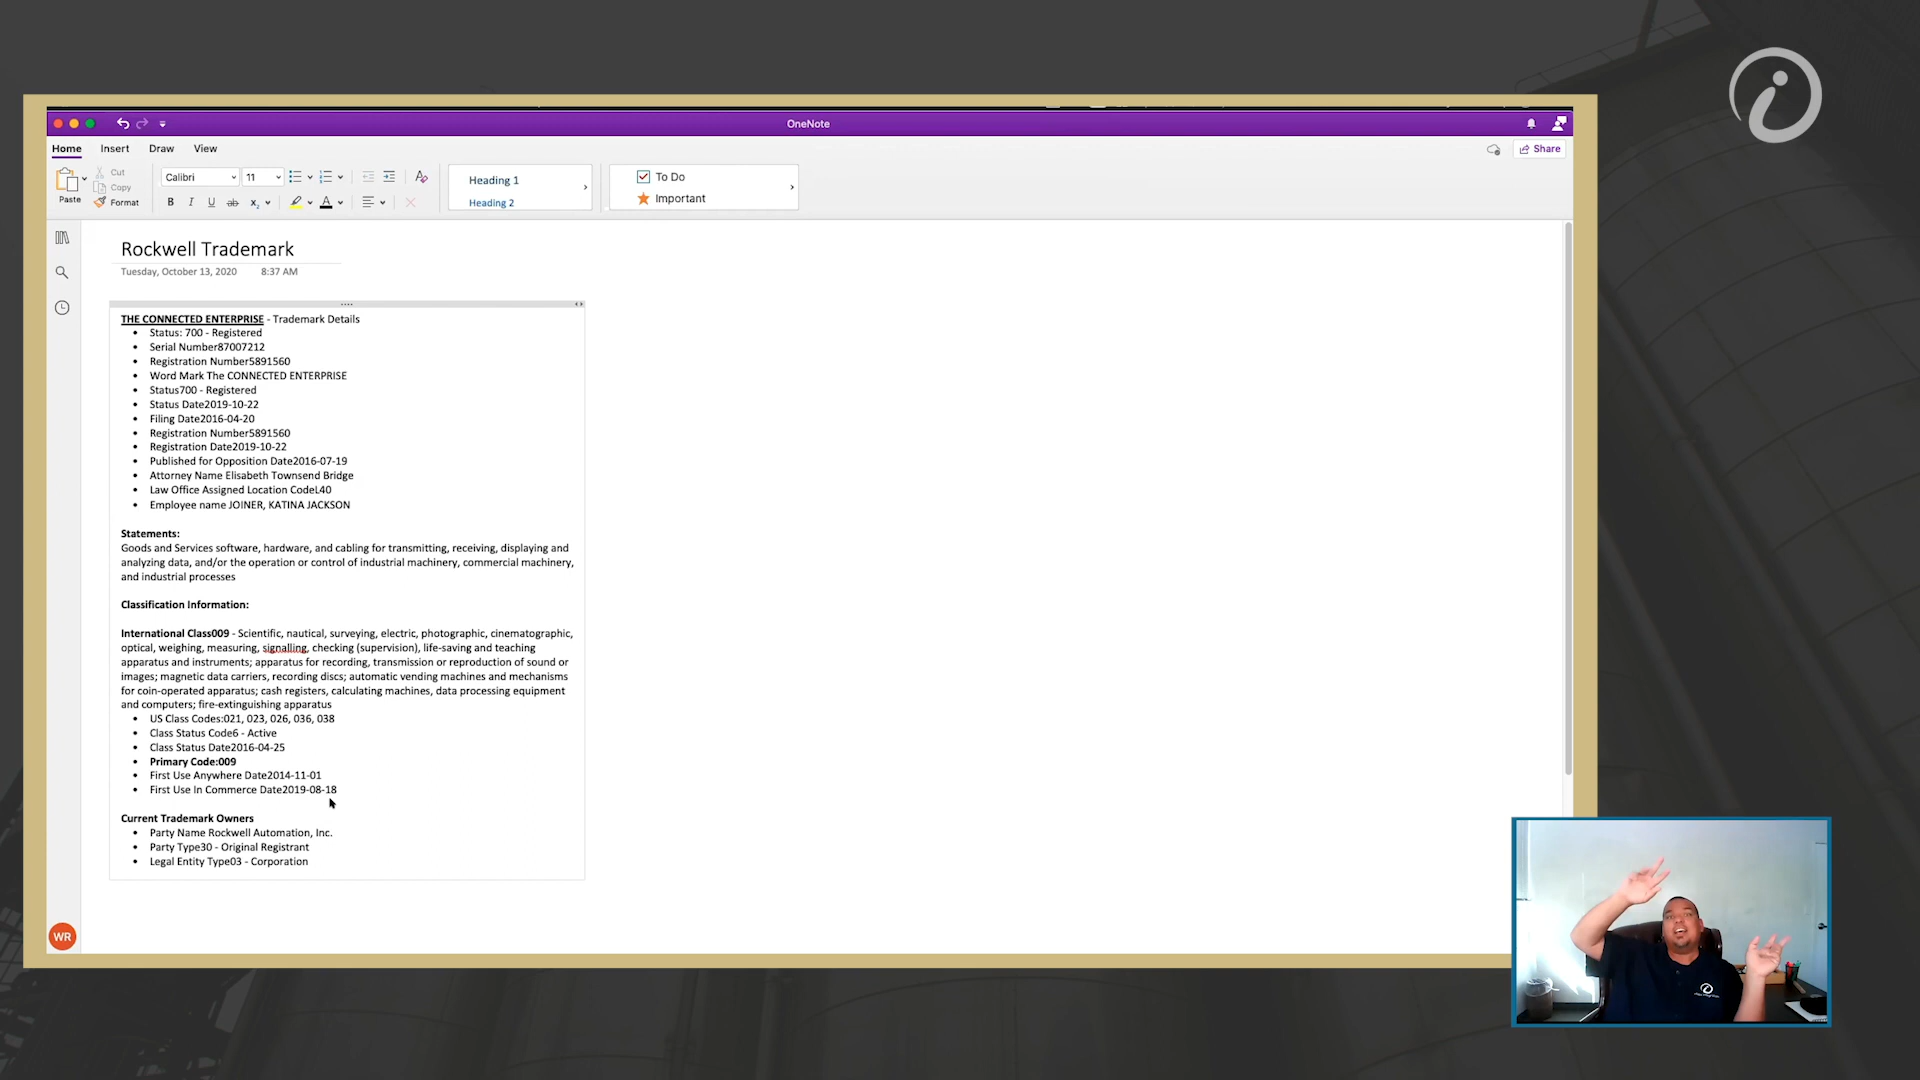 OneNote
Home Insert Draw View
Share
Paste
Cut
Copy
Format
Calibri 11
B I U ab x
A
Heading 1
Heading 2
To Do
Important
Rockwell Trademark
Tuesday, October 13, 2020 8:37 AM
THE CONNECTED ENTERPRISE - Trademark Details
• Status: 700 - Registered
• Serial Number87007212
• Registration Number5891560
• Word Mark The CONNECTED ENTERPRISE
• Status700 - Registered
• Status Date2019-10-22
• Filing Date2016-04-20
• Registration Number5891560
• Registration Date2019-10-22
• Published for Opposition Date2016-07-19
• Attorney Name Elisabeth Townsend Bridge
• Law Office Assigned Location CodeL40
• Employee name JOINER, KATINA JACKSON
Statements:
Goods and Services software, hardware, and cabling for transmitting, receiving, displaying and
analyzing data, and/or the operation or control of industrial machinery, commercial machinery,
and industrial processes
Classification Information:
International Class009 - Scientific, nautical, surveying, electric, photographic, cinematographic,
optical, weighing, measuring, signalling, checking (supervision), life-saving and teaching
apparatus and instruments; apparatus for recording, transmission or reproduction of sound or
images; magnetic data carriers, recording discs; automatic vending machines and mechanisms
for coin-operated apparatus; cash registers, calculating machines, data processing equipment
and computers; fire-extinguishing apparatus
• US Class Codes:021, 023, 026, 036, 038
• Class Status Code6 - Active
• Class Status Date2016-04-25
• Primary Code:009
• First Use Anywhere Date2014-11-01
• First Use In Commerce Date2019-08-18
Current Trademark Owners
• Party Name Rockwell Automation, Inc.
• Party Type30 - Original Registrant
• Legal Entity Type03 - Corporation
WR